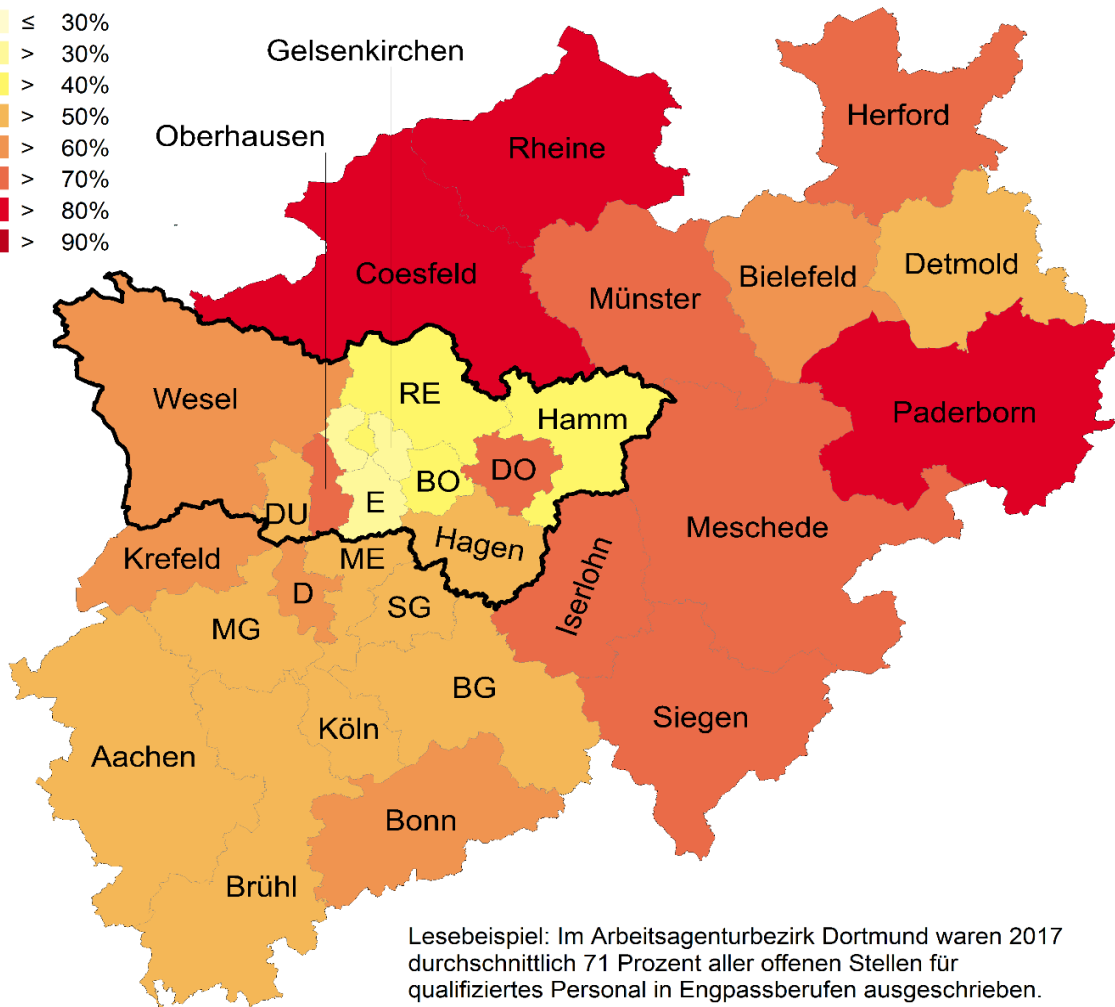 ≤ 30%
> 30%
> 40%
> 50%
> 60%
> 70%
> 80%
> 90%
Gelsenkirchen
Oberhausen
Herford
Rheine
Coesfeld
Münster
Bielefeld
Detmold
Wesel
RE
Hamm
Paderborn
BO
DO
E
DU
Hagen
Meschede
Krefeld
ME
D
SG
MG
Iserlohn
BG
Siegen
Köln
Aachen
Bonn
Brühl
Lesebeispiel: Im Arbeitsagenturbezirk Dortmund waren 2017
durchschnittlich 71 Prozent aller offenen Stellen für
qualifiziertes Personal in Engpassberufen ausgeschrieben.